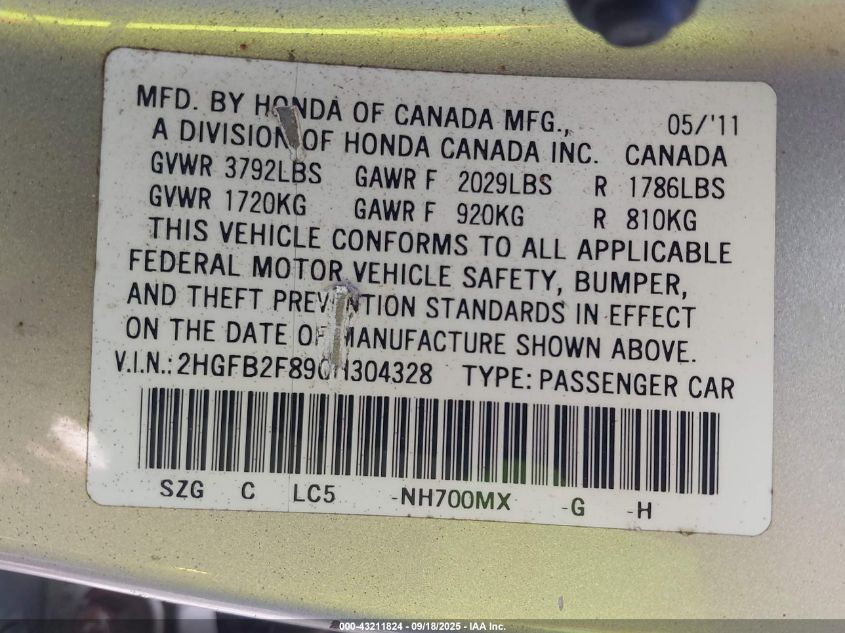 MFD. BY HONDA OF CANADA MFG., 05/'11
A DIVISION OF HONDA CANADA INC. CANADA
GVWR 3792LBS GAWR F 2029LBS R 1786LBS
GVWR 1720KG GAWR F 920KG R 810KG
THIS VEHICLE CONFORMS TO ALL APPLICABLE
FEDERAL MOTOR VEHICLE SAFETY, BUMPER,
AND THEFT PREVENTION STANDARDS IN EFFECT
ON THE DATE OF MANUFACTURE SHOWN ABOVE.
V.I.N.: TYPE: PASSENGER CAR
SZG C LC5 -NH700MX -G -H
000-43211824 - 09/18/2025 - IAA Inc.